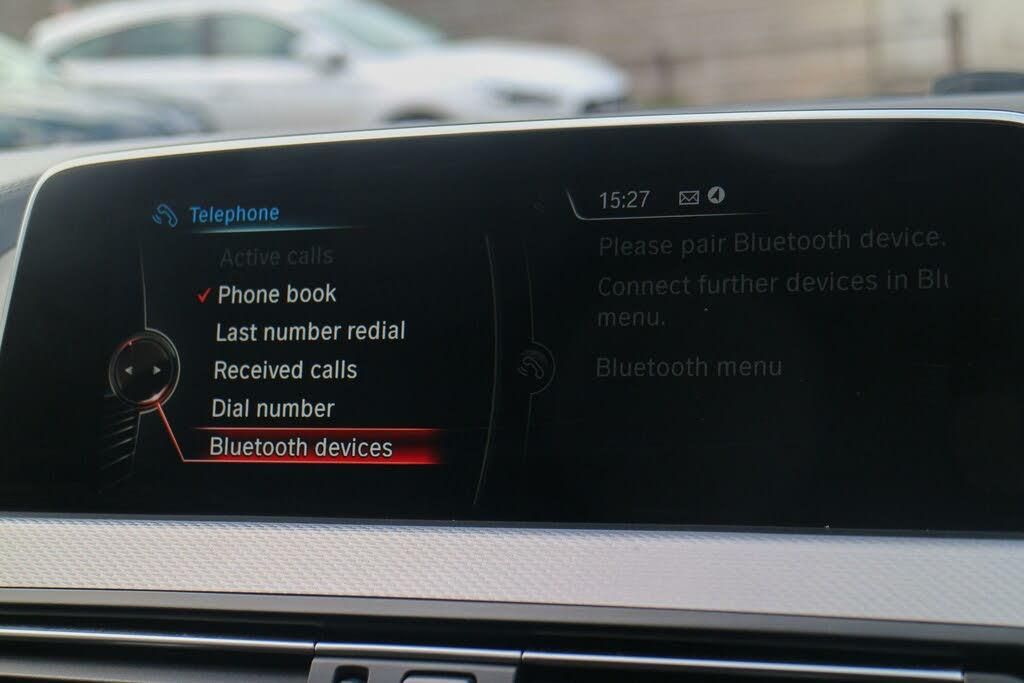 Telephone
Active calls
Phone book
Last number redial
Received calls
Dial number
Bluetooth devices
15:27
Please pair Bluetooth device.
Connect further devices in Blu
menu.
Bluetooth menu